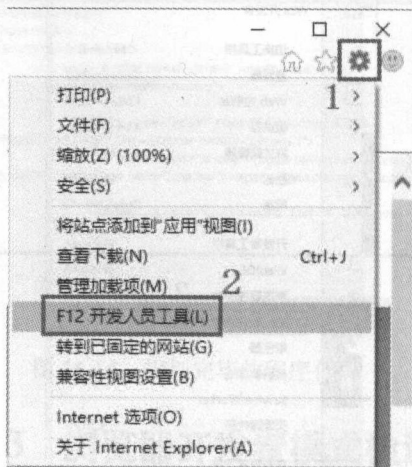 1
打印(P)
文件(F)
缩放(Z) (100%)
安全(S)
将站点添加到"应用"视图(I)
查看下载(N) Ctrl+J
管理加载项(M) 2
F12 开发人员工具(L)
转到已固定的网站(G)
兼容性视图设置(B)
Internet 选项(O)
关于 Internet Explorer(A)